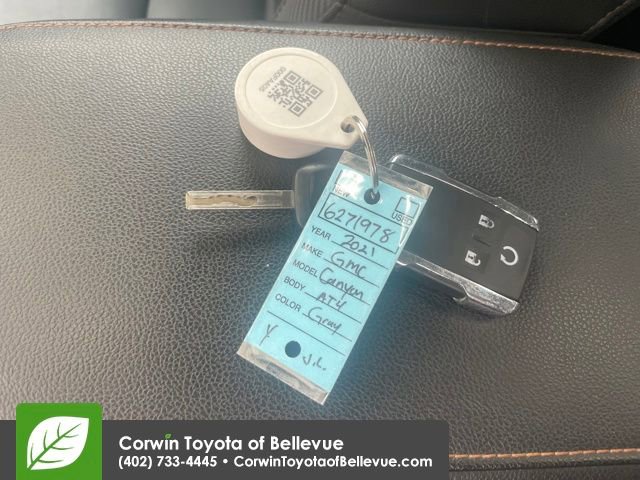 NEW
USED
6271978
YEAR 2021
MAKE GMC
MODEL Canyon
BODY AT4
COLOR Gray
Y J.L.
Corwin Toyota of Bellevue
(402) 733-4445 • CorwinToyotaofBellevue.com